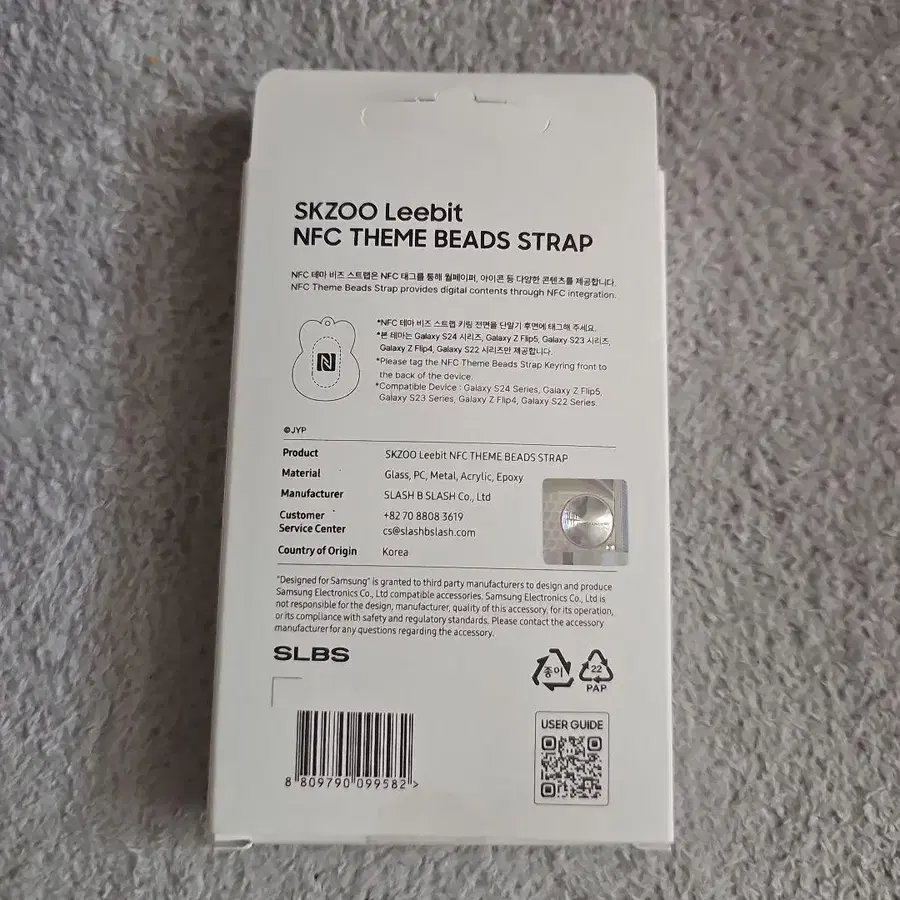 SKZOO Leebit
NFC THEME BEADS STRAP
NFC 테마 비즈 스트랩은 NFC 태그를 통해 월페이퍼, 아이콘 등 다양한 콘텐츠를 제공합니다.
NFC Theme Beads Strap provides digital contents through NFC integration.
*NFC 테마 비즈 스트랩 키링 전면을 단말기 후면에 태그해 주세요.
*본 테마는 Galaxy S24 시리즈, Galaxy Z Flip5, Galaxy S23 시리즈,
Galaxy Z Flip4, Galaxy S22 시리즈만 제공합니다.
*Please tag the NFC Theme Beads Strap Keyring front to
the back of the device.
*Compatible Device : Galaxy S24 Series, Galaxy Z Flip5,
Galaxy S23 Series, Galaxy Z Flip4, Galaxy S22 Series.
©JYP
Product SKZOO Leebit NFC THEME BEADS STRAP
Material Glass, PC, Metal, Acrylic, Epoxy
Manufacturer SLASH B SLASH Co., Ltd
Customer +82 70 8808 3619
Service Center cs@slashbslash.com
Country of Origin Korea
"Designed for Samsung" is granted to third party manufacturers to design and produce
Samsung Electronics Co., Ltd compatible accessories. Samsung Electronics Co., Ltd is
not responsible for the design, manufacturer, quality of this accessory, for its operation,
or its compliance with safety and regulatory standards. Please contact the accessory
manufacturer for any questions regarding the accessory.
SLBS
종이
22
PAP
USER GUIDE
8 809790 099582 >